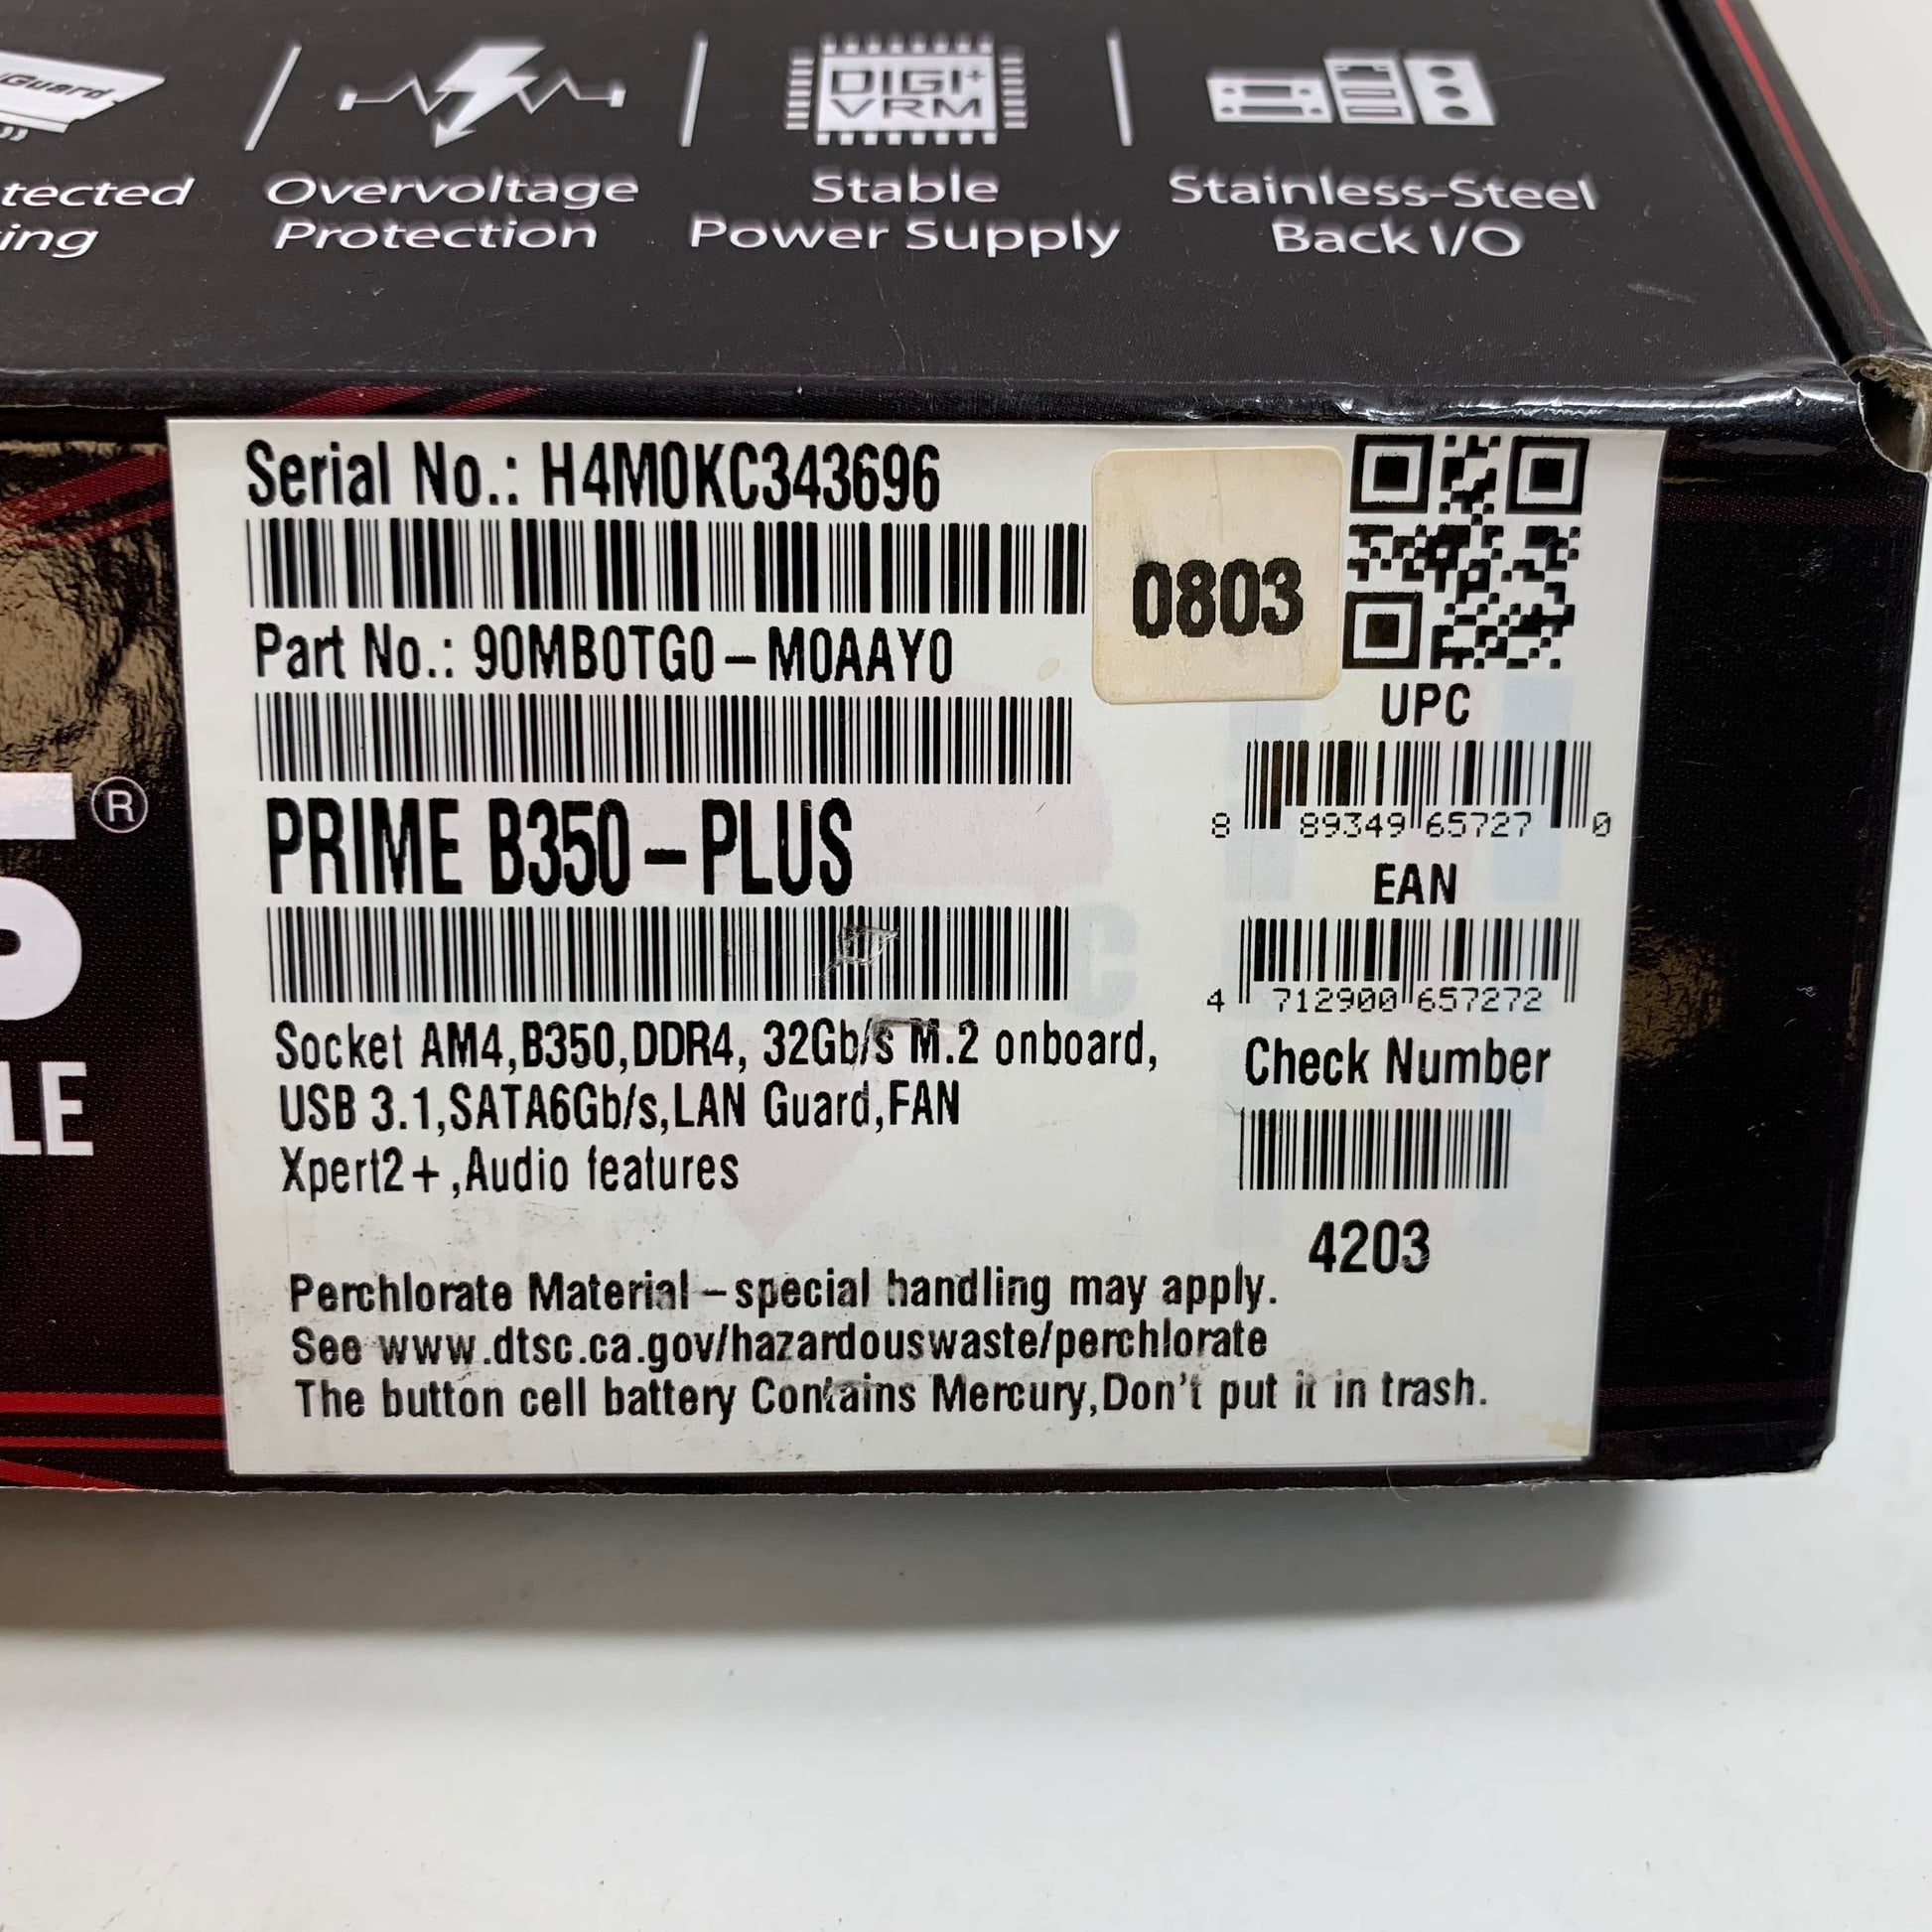 Guard
tected
ing
Overvoltage
Protection
DIGI+
VRM
Stable
Power Supply
Stainless-Steel
Back I/O
Serial No.: H4M0KC343696
0803
Part No.: 90MB0TG0-M0AAY0
UPC
8 89349 65727 0
PRIME B350-PLUS
EAN
4 712900 657272
Socket AM4,B350,DDR4, 32Gb/s M.2 onboard,
USB 3.1,SATA6Gb/s,LAN Guard,FAN
Xpert2+,Audio features
Check Number
4203
Perchlorate Material-special handling may apply.
See www.dtsc.ca.gov/hazardouswaste/perchlorate
The button cell battery Contains Mercury,Don't put it in trash.
®
LE